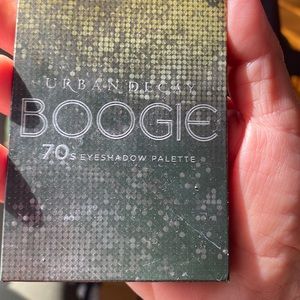 URBAN DECAY
BOOGIE
70s EYESHADOW PALETTE